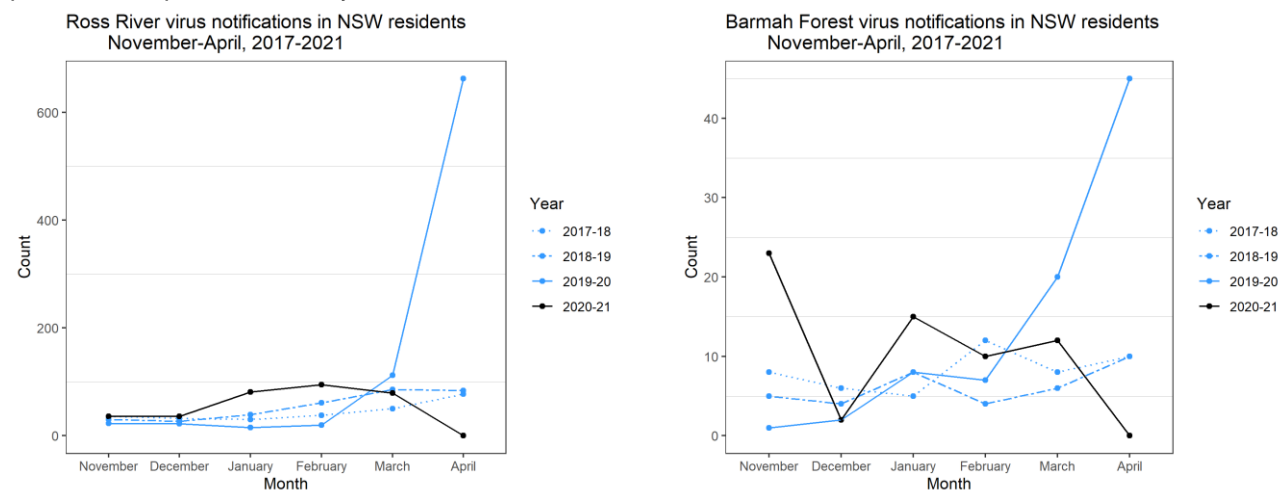 Ross River virus notifications in NSW residents
November-April, 2017-2021
600
400
200
0
Count
November December January February March April
Month
Year
2017-18
2018-19
2019-20
2020-21
Barmah Forest virus notifications in NSW residents
November-April, 2017-2021
40
30
20
10
0
Count
November December January February March April
Month
Year
2017-18
2018-19
2019-20
2020-21